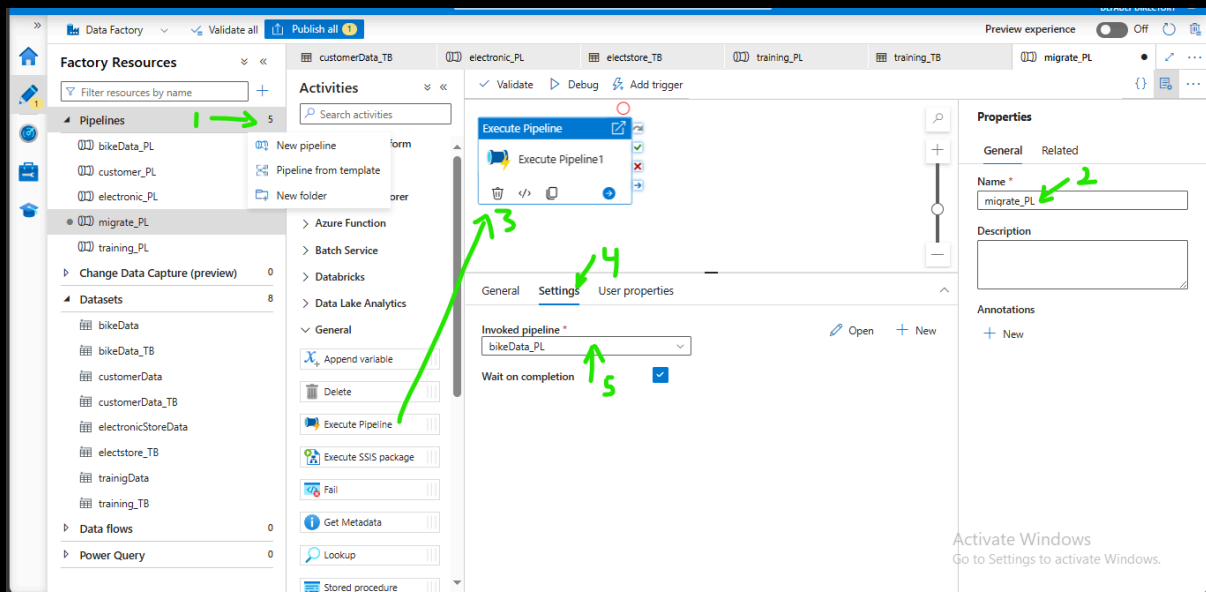 Data Factory
Validate all
Publish all 1
Preview experience
Off
1
Factory Resources
Filter resources by name
Pipelines 5
1
bikeData_PL
customer_PL
electronic_PL
migrate_PL
training_PL
Change Data Capture (preview) 0
Datasets 8
bikeData
bikeData_TB
customerData
customerData_TB
electronicStoreData
electstore_TB
trainigData
training_TB
Data flows 0
Power Query 0
New pipeline
Pipeline from template
New folder
customerData_TB
electronic_PL
electstore_TB
training_PL
training_TB
migrate_PL
Activities
Search activities
form
orer
Azure Function
Batch Service
Databricks
Data Lake Analytics
General
Append variable
Delete
Execute Pipeline
Execute SSIS package
Fail
Get Metadata
Lookup
Stored procedure
Validate
Debug
Add trigger
Execute Pipeline
Execute Pipeline1
3
4
General
Settings
User properties
Invoked pipeline *
bikeData_PL
Open
New
Wait on completion
5
Properties
General
Related
Name *
2
migrate_PL
Description
Annotations
New
Activate Windows
Go to Settings to activate Windows.